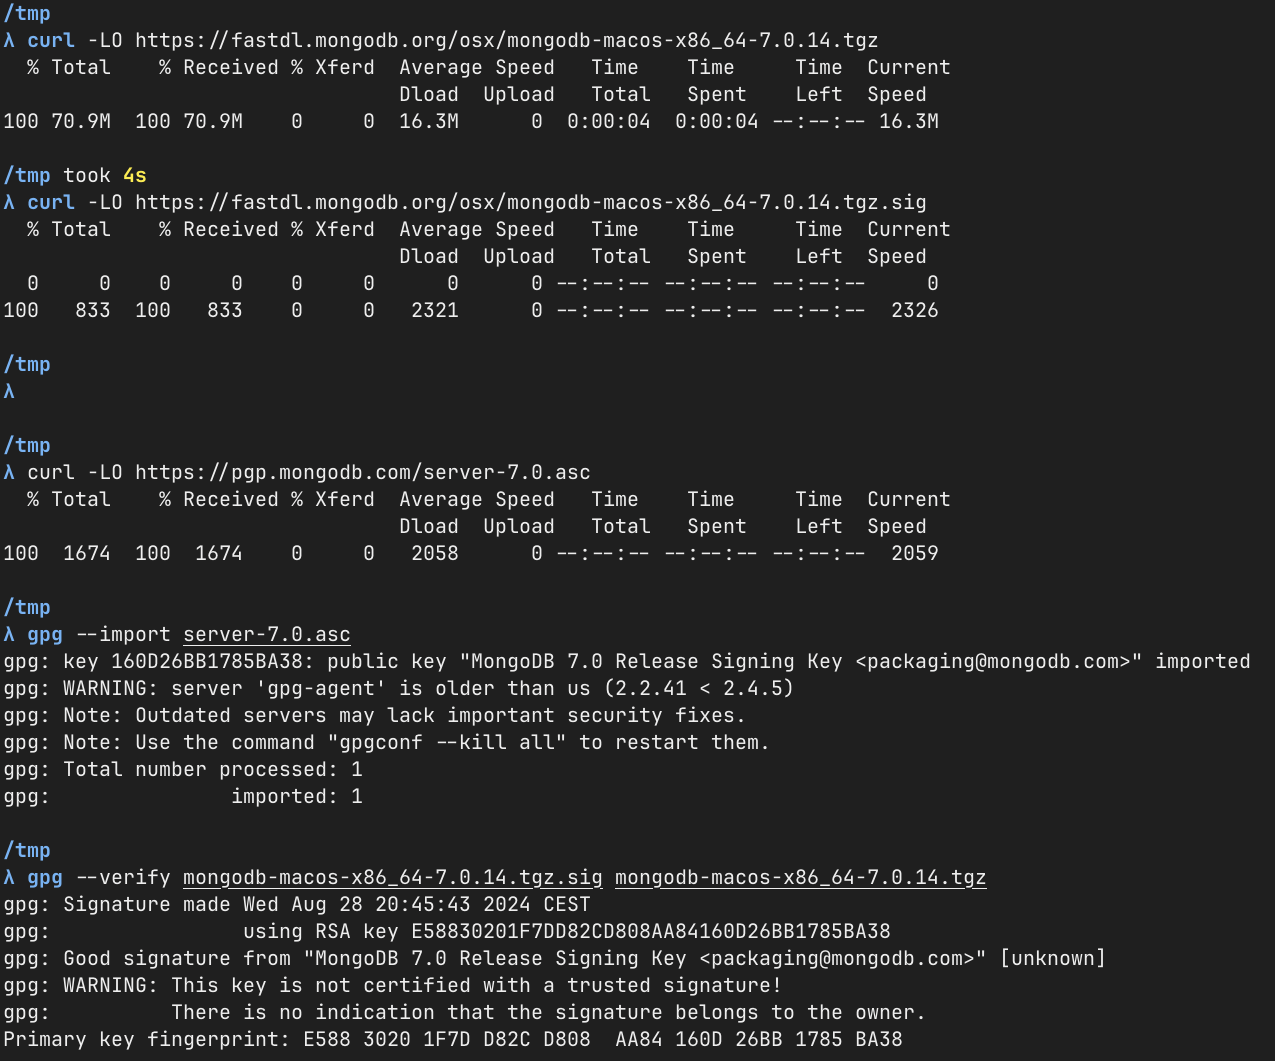 /tmp
λ curl -LO https://fastdl.mongodb.org/osx/mongodb-macos-x86_64-7.0.14.tgz
  % Total    % Received % Xferd  Average Speed   Time    Time     Time  Current
                                 Dload  Upload   Total   Spent    Left  Speed
100 70.9M  100 70.9M    0     0  16.3M      0  0:00:04  0:00:04 --:--:-- 16.3M

/tmp took 4s
λ curl -LO https://fastdl.mongodb.org/osx/mongodb-macos-x86_64-7.0.14.tgz.sig
  % Total    % Received % Xferd  Average Speed   Time    Time     Time  Current
                                 Dload  Upload   Total   Spent    Left  Speed
  0     0    0     0    0     0      0      0 --:--:-- --:--:-- --:--:--     0
100   833  100   833    0     0   2321      0 --:--:-- --:--:-- --:--:--  2326

/tmp
λ

/tmp
λ curl -LO https://pgp.mongodb.com/server-7.0.asc
  % Total    % Received % Xferd  Average Speed   Time    Time     Time  Current
                                 Dload  Upload   Total   Spent    Left  Speed
100  1674  100  1674    0     0   2058      0 --:--:-- --:--:-- --:--:--  2059

/tmp
λ gpg --import server-7.0.asc
gpg: key 160D26BB1785BA38: public key "MongoDB 7.0 Release Signing Key <packaging@mongodb.com>" imported
gpg: WARNING: server 'gpg-agent' is older than us (2.2.41 < 2.4.5)
gpg: Note: Outdated servers may lack important security fixes.
gpg: Note: Use the command "gpgconf --kill all" to restart them.
gpg: Total number processed: 1
gpg:               imported: 1

/tmp
λ gpg --verify mongodb-macos-x86_64-7.0.14.tgz.sig mongodb-macos-x86_64-7.0.14.tgz
gpg: Signature made Wed Aug 28 20:45:43 2024 CEST
gpg:                using RSA key E58830201F7DD82CD808AA84160D26BB1785BA38
gpg: Good signature from "MongoDB 7.0 Release Signing Key <packaging@mongodb.com>" [unknown]
gpg: WARNING: This key is not certified with a trusted signature!
gpg:          There is no indication that the signature belongs to the owner.
Primary key fingerprint: E588 3020 1F7D D82C D808  AA84 160D 26BB 1785 BA38